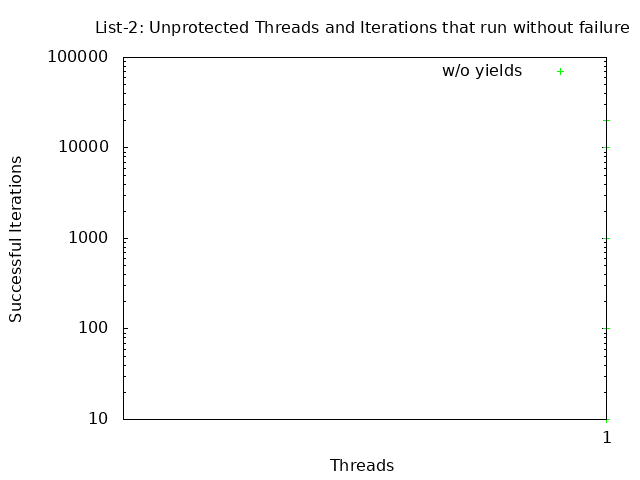 List-2: Unprotected Threads and Iterations that run without failure
100000
w/o yields
10000
1000
100
10
1
Successful Iterations
Threads